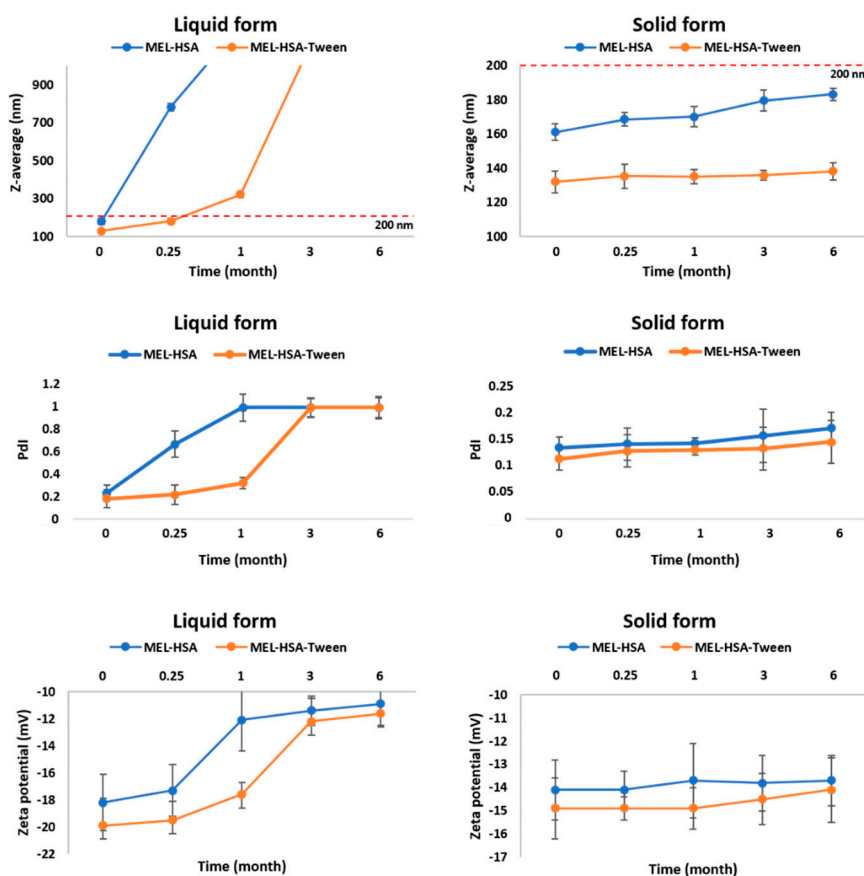 Liquid form
MEL-HSA MEL-HSA-Tween
Z-average (nm)
900
700
500
300
100
200 nm
0 0.25 1 3 6
Time (month)
Solid form
MEL-HSA MEL-HSA-Tween
Z-average (nm)
200
180
160
140
120
100
200 nm
0 0.25 1 3 6
Time (month)
Liquid form
MEL-HSA MEL-HSA-Tween
PdI
1.2
1
0.8
0.6
0.4
0.2
0
0 0.25 1 3 6
Time (month)
Solid form
MEL-HSA MEL-HSA-Tween
PdI
0.25
0.2
0.15
0.1
0.05
0
0 0.25 1 3 6
Time (month)
Liquid form
MEL-HSA MEL-HSA-Tween
0 0.25 1 3 6
Zeta potential (mV)
-10
-12
-14
-16
-18
-20
-22
Time (month)
Solid form
MEL-HSA MEL-HSA-Tween
0 0.25 1 3 6
Zeta potential (mV)
-10
-11
-12
-13
-14
-15
-16
-17
Time (month)